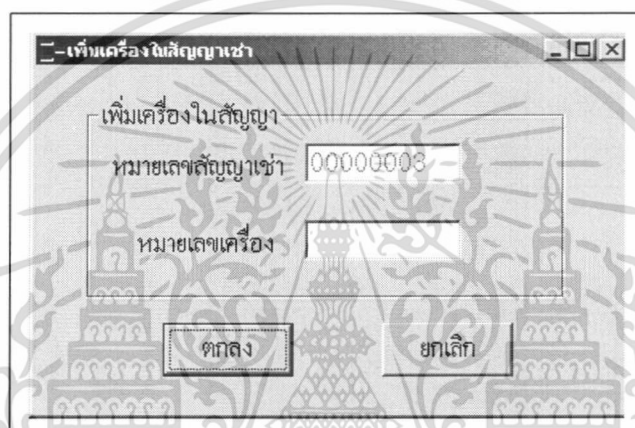 เพิ่มเครื่องในสัญญาเช่า
เพิ่มเครื่องในสัญญา
หมายเลขสัญญาเช่า 00000003
หมายเลขเครื่อง
ตกลง
ยกเลิก